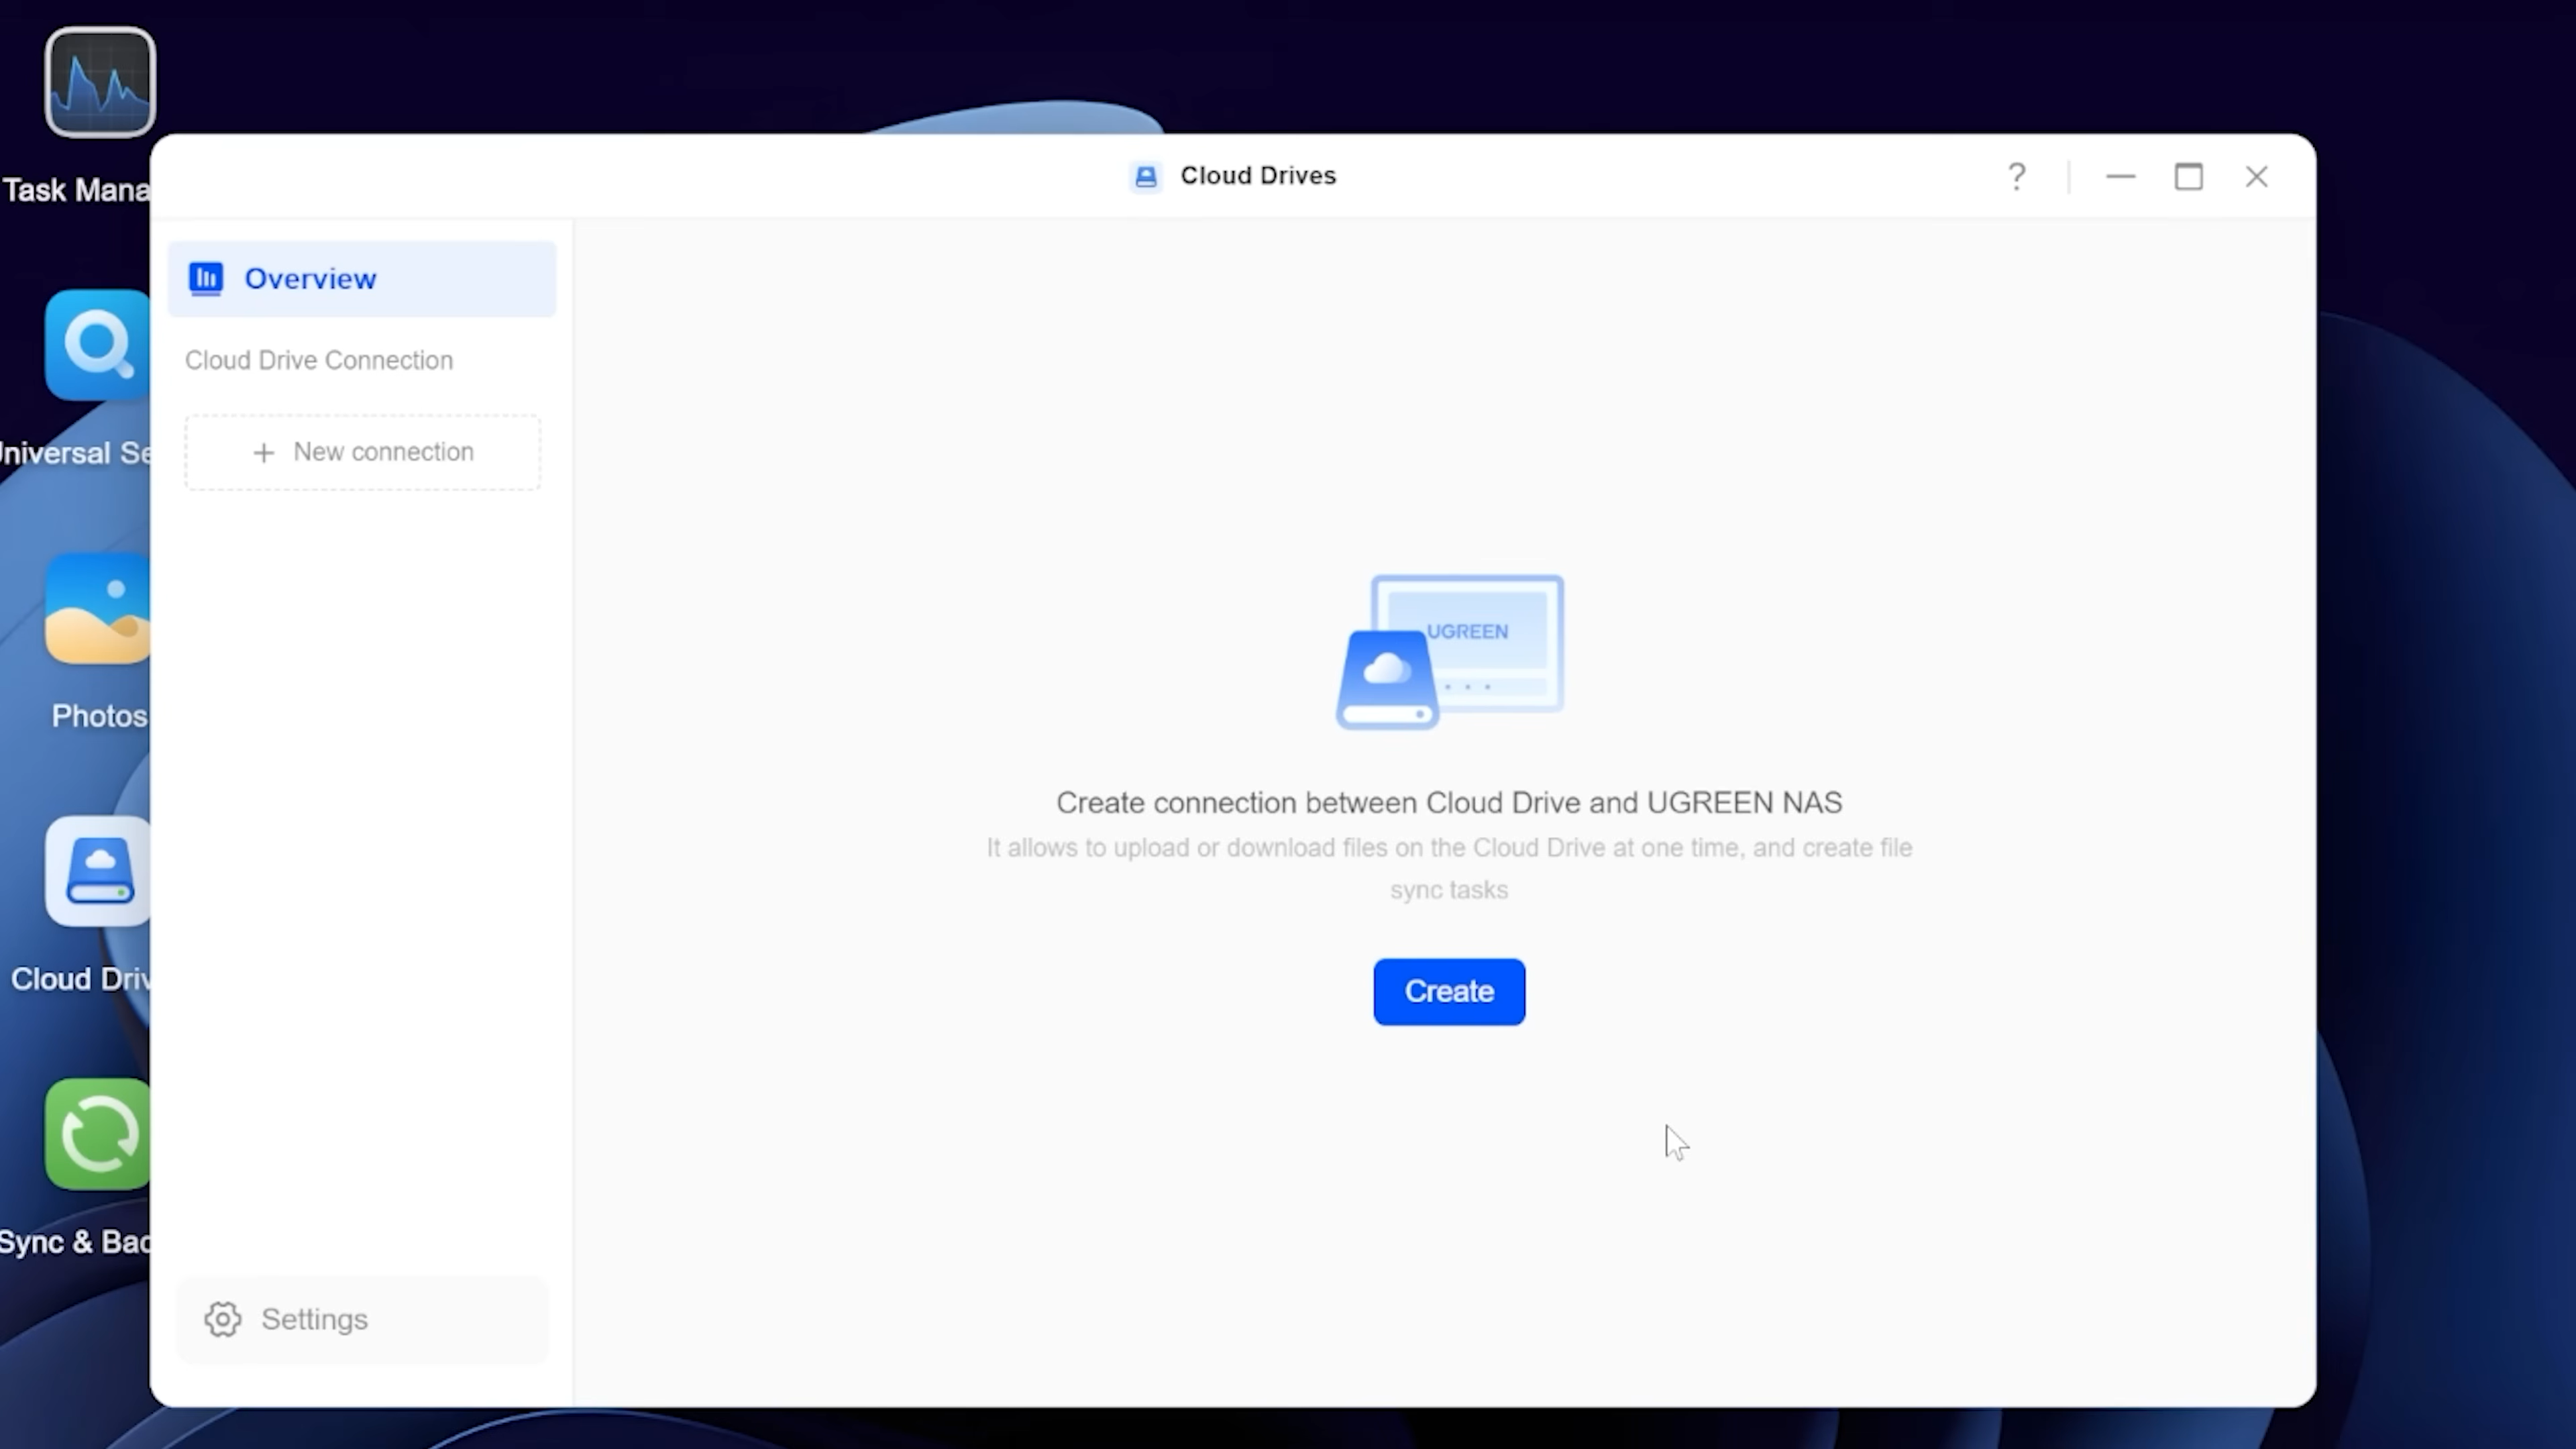 Task Mana
Universal Se
Photos
Cloud Driv
Sync & Bac
Cloud Drives
Overview
Cloud Drive Connection
+ New connection
Settings
UGREEN
Create connection between Cloud Drive and UGREEN NAS
It allows to upload or download files on the Cloud Drive at one time, and create file
sync tasks
Create